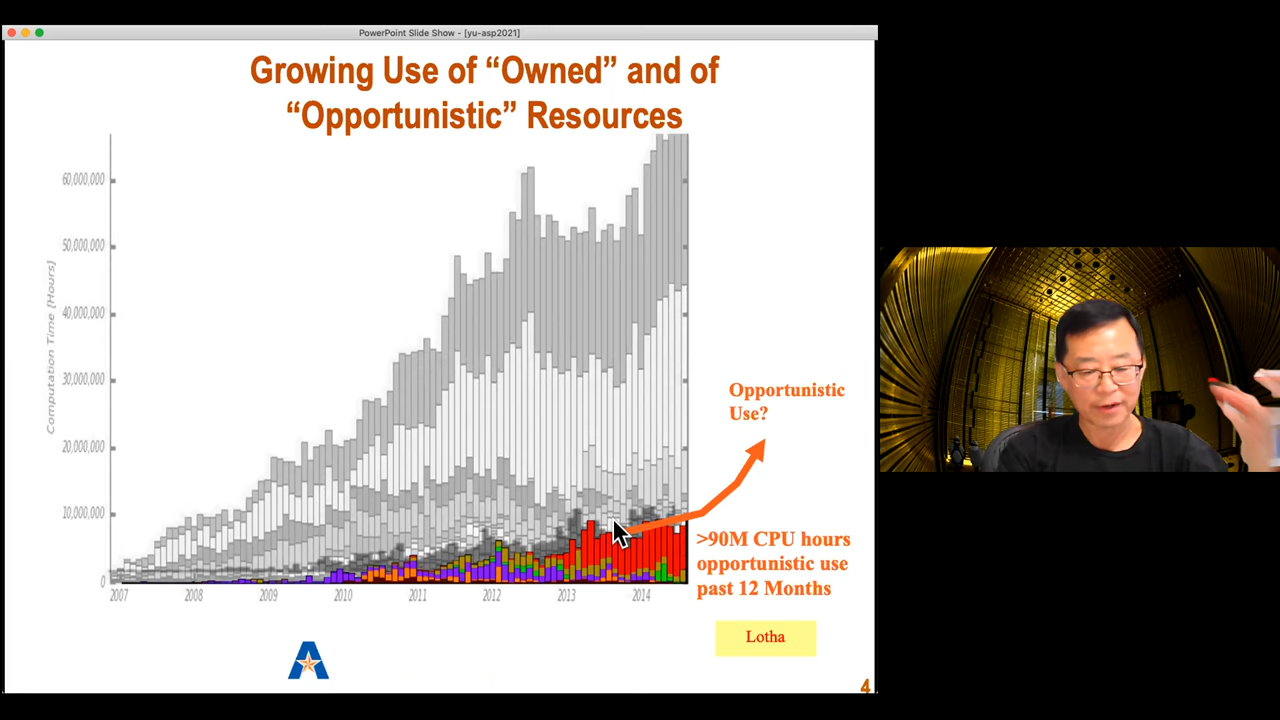 PowerPoint Slide Show - [yu-asp2021]
Growing Use of “Owned” and of
“Opportunistic” Resources
Computation Time [Hours]
60,000,000
50,000,000
40,000,000
30,000,000
20,000,000
10,000,000
0
2007 2008 2009 2010 2011 2012 2013 2014
Opportunistic
Use?
>90M CPU hours
opportunistic use
past 12 Months
Lotha
A
4